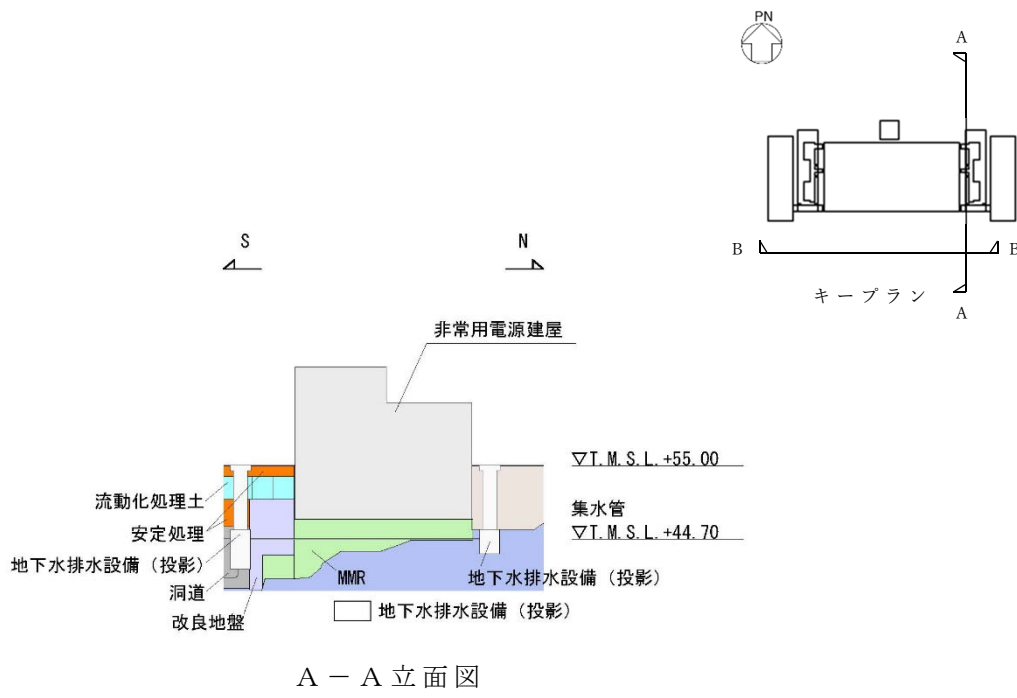 PN
A
B
B
キープラン
A
S
N
非常用電源建屋
▽T.M.S.L.+55.00
流動化処理土
集水管
安定処理
▽T.M.S.L.+44.70
地下水排水設備（投影）
地下水排水設備（投影）
洞道
MMR
改良地盤
地下水排水設備（投影）
A－A立面図